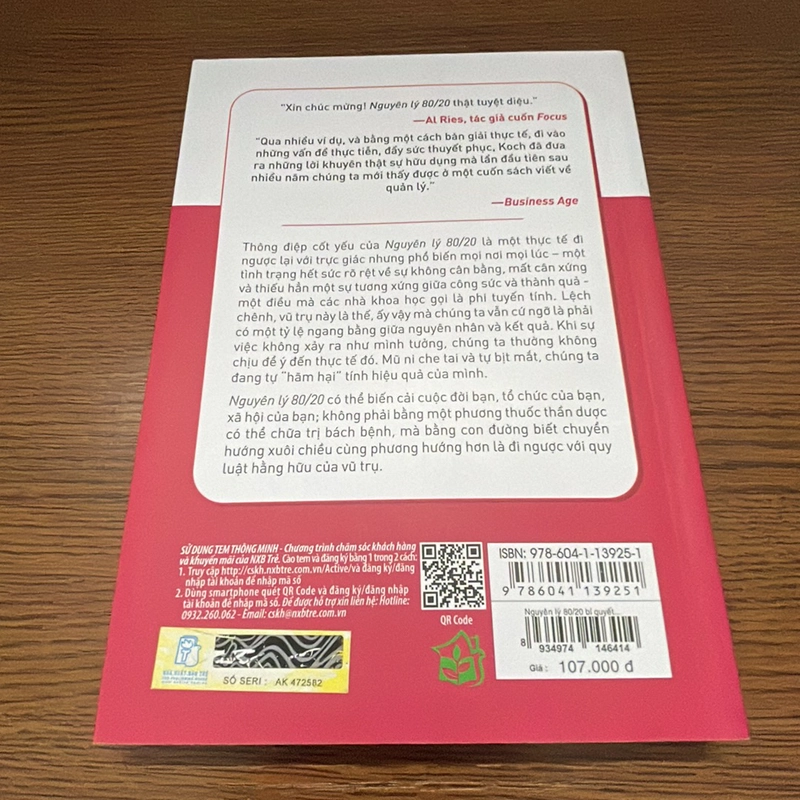 "Xin chúc mừng! Nguyên lý 80/20 thật tuyệt diệu."
—Al Ries, tác giả cuốn Focus
"Qua nhiều ví dụ, và bằng một cách bàn giải thực tế, đi vào
những vấn đề thực tiễn, đầy sức thuyết phục, Koch đã đưa
ra những lời khuyên thật sự hữu dụng mà lần đầu tiên sau
nhiều năm chúng ta mới thấy được ở một cuốn sách viết về
quản lý."
—Business Age
Thông điệp cốt yếu của Nguyên lý 80/20 là một thực tế đi
ngược lại với trực giác nhưng phổ biến mọi nơi mọi lúc – một
tình trạng hết sức rõ rệt về sự không cân bằng, mất cân xứng
và thiếu hẳn một sự tương xứng giữa công sức và thành quả -
một điều mà các nhà khoa học gọi là phi tuyến tính. Lệch
chênh, vũ trụ này là thế, ấy vậy mà chúng ta vẫn cứ ngỡ là phải
có một tỷ lệ ngang bằng giữa nguyên nhân và kết quả. Khi sự
việc không xảy ra như mình tưởng, chúng ta thường không
chịu để ý đến thực tế đó. Mũ ni che tai và tự bịt mắt, chúng ta
đang tự "hãm hại" tính hiệu quả của mình.
Nguyên lý 80/20 có thể biến cải cuộc đời bạn, tổ chức của bạn,
xã hội của bạn; không phải bằng một phương thuốc thần dược
có thể chữa trị bách bệnh, mà bằng con đường biết chuyển
hướng xuôi chiều cùng phương hướng hơn là đi ngược với quy
luật hằng hữu của vũ trụ.
SỬ DỤNG TEM THÔNG MINH - Chương trình chăm sóc khách hàng
và khuyến mãi của NXB Trẻ. Cào tem và đăng ký bằng 1 trong 2 cách:
1. Truy cập http://cskh.nxbtre.com.vn/Active/và đăng ký/đăng
nhập tài khoản để nhập mã số
2. Dùng smartphone quét QR Code và đăng ký/đăng nhập
tài khoản để nhập mã số. Để được hỗ trợ xin liên hệ: Hotline:
0932.260.062 - Email: cskh@nxbtre.com.vn
QR Code
ISBN: 978-604-1-13925-1
9 786041 139251
Nguyên lý 80/20 bí quyết...
8 934974 146414
Giá : 107.000 đ
NHÀ XUẤT BẢN TRẺ
SỐ SERI : AK 472582